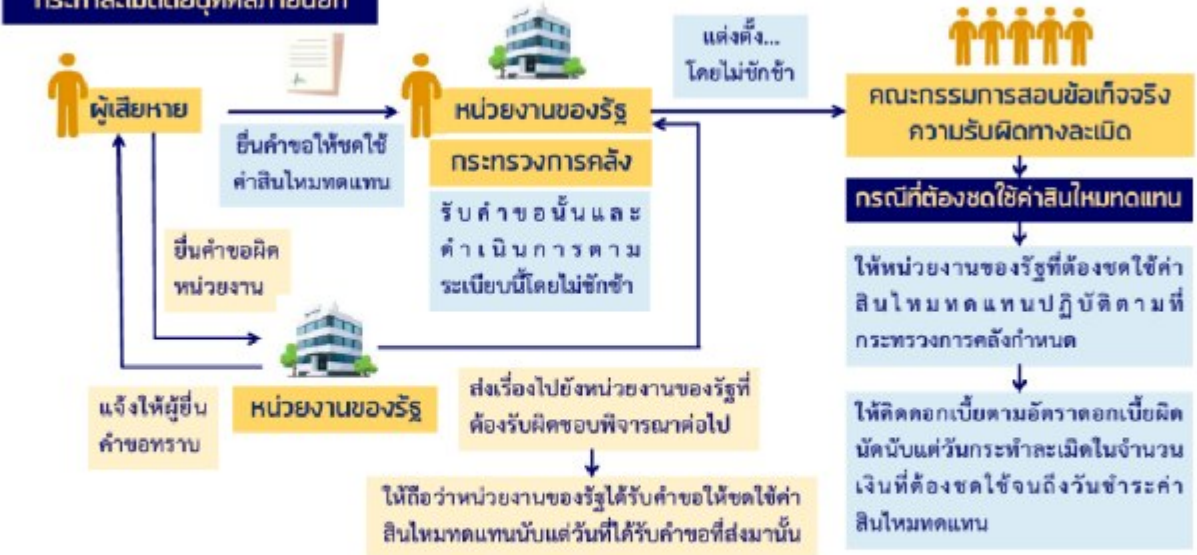 กระทำละเมิดต่อบุคคลภายนอก
ผู้เสียหาย
ยื่นคำขอให้ชดใช้
ค่าสินไหมทดแทน
หน่วยงานของรัฐ
กระทรวงการคลัง
รับคำขอนั้นและ
ดำเนินการตาม
ระเบียบนี้โดยไม่ชักช้า
แต่งตั้ง...
โดยไม่ชักช้า
คณะกรรมการสอบข้อเท็จจริง
ความรับผิดทางละเมิด
กรณีที่ต้องชดใช้ค่าสินไหมทดแทน
ให้หน่วยงานของรัฐที่ต้องชดใช้ค่า
สินไหมทดแทนปฏิบัติตามที่
กระทรวงการคลังกำหนด
ให้คิดดอกเบี้ยตามอัตราดอกเบี้ยผิด
นัดนับแต่วันกระทำละเมิดในจำนวน
เงินที่ต้องชดใช้จนถึงวันชำระค่า
สินไหมทดแทน
ยื่นคำขอผิด
หน่วยงาน
แจ้งให้ผู้ยื่น
คำขอทราบ
หน่วยงานของรัฐ
ส่งเรื่องไปยังหน่วยงานของรัฐที่
ต้องรับผิดชอบพิจารณาต่อไป
ให้ถือว่าหน่วยงานของรัฐได้รับคำขอให้ชดใช้ค่า
สินไหมทดแทนนับแต่วันที่ได้รับคำขอที่ส่งมานั้น